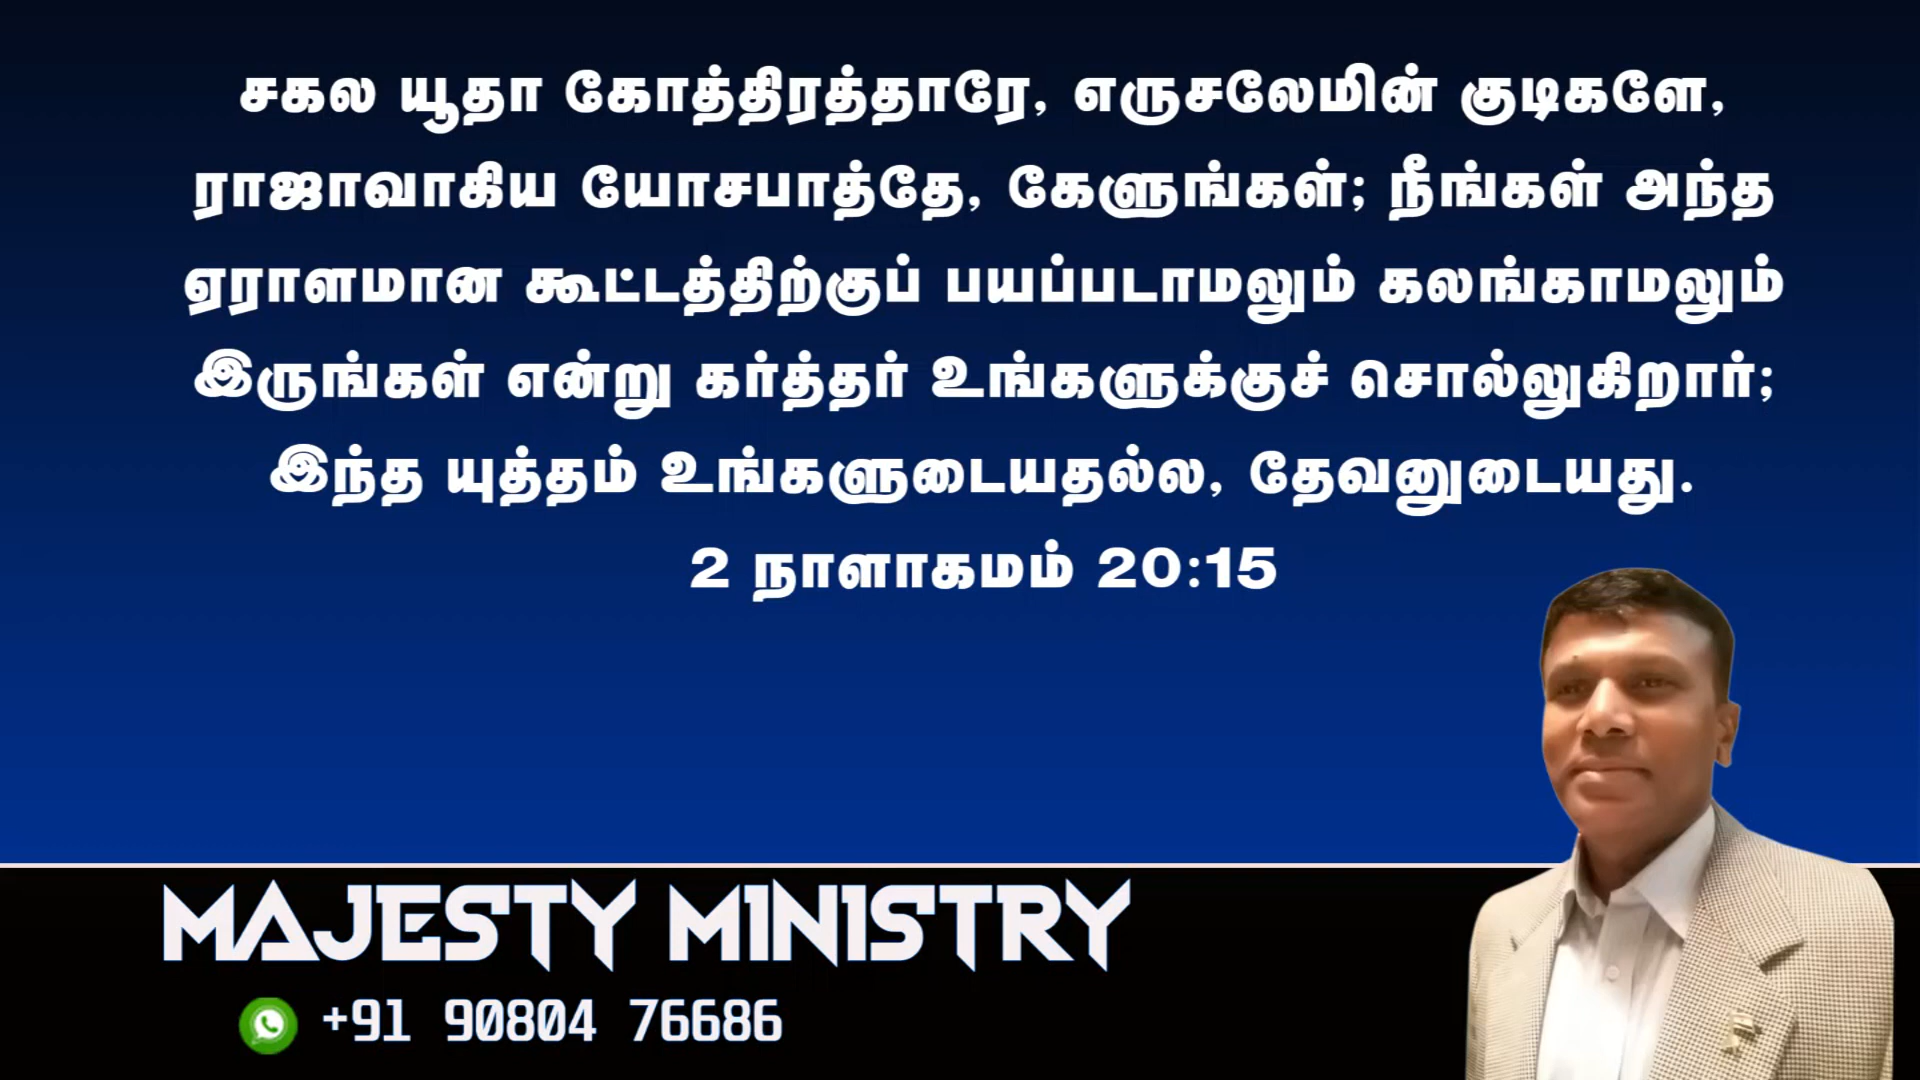 சகல யூதா கோத்திரத்தாரே, எருசலேமின் குடிகளே,
ராஜாவாகிய யோசபாத்தே, கேளுங்கள்; நீங்கள் அந்த
ஏராளமான கூட்டத்திற்குப் பயப்படாமலும் கலங்காமலும்
இருங்கள் என்று கர்த்தர் உங்களுக்குச் சொல்லுகிறார்;
இந்த யுத்தம் உங்களுடையதல்ல, தேவனுடையது.
2 நாளாகமம் 20:15
MAJESTY MINISTRY
+91 90804 76686